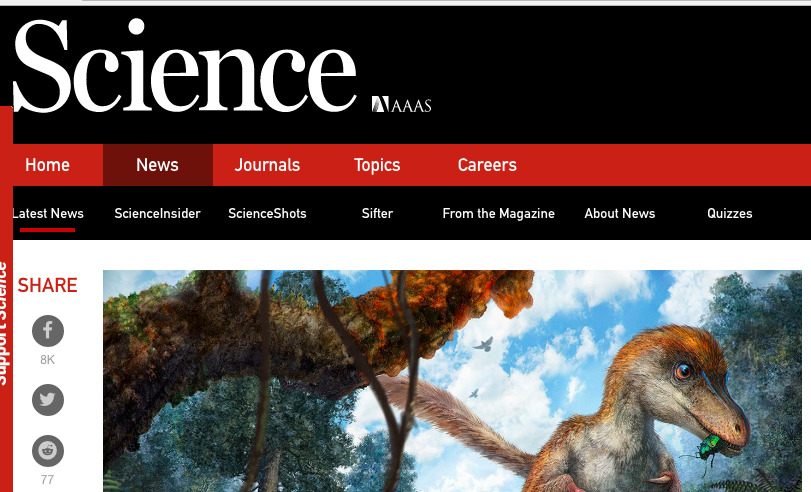 Science
AAAS
Home News Journals Topics Careers
Latest News ScienceInsider ScienceShots Sifter From the Magazine About News Quizzes
Support Science
SHARE
8K
77